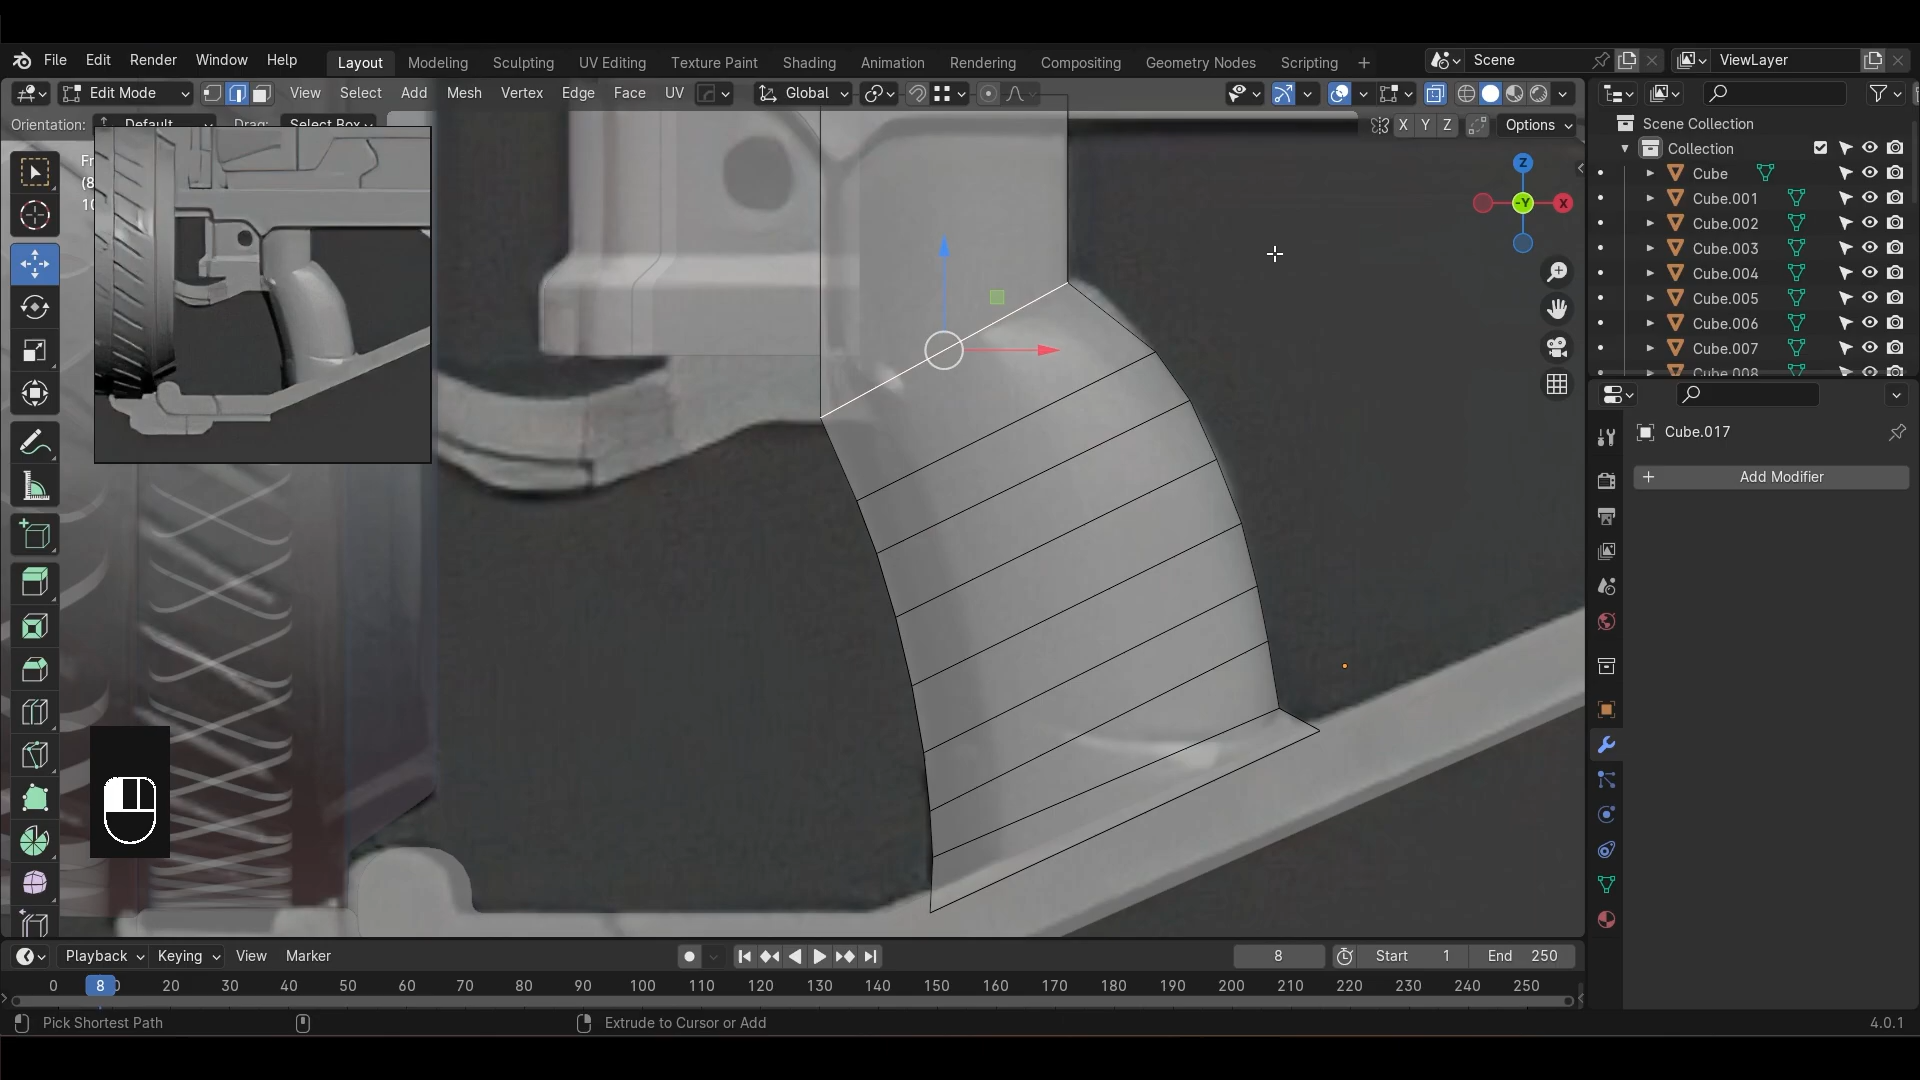 File Edit Render Window Help Layout Modeling Sculpting UV Editing Texture Paint Shading Animation Rendering Compositing Geometry Nodes Scripting + Scene ViewLayer
Edit Mode View Select Add Mesh Vertex Edge Face UV Global
Orientation: Default Drag: Select Box X Y Z Options
Scene Collection
Collection
Cube
Cube.001
Cube.002
Cube.003
Cube.004
Cube.005
Cube.006
Cube.007
Cube.008
Z
-Y
X
Cube.017
+ Add Modifier
Playback Keying View Marker 8 Start 1 End 250
0 8 20 30 40 50 60 70 80 90 100 110 120 130 140 150 160 170 180 190 200 210 220 230 240 250
Pick Shortest Path Extrude to Cursor or Add 4.0.1